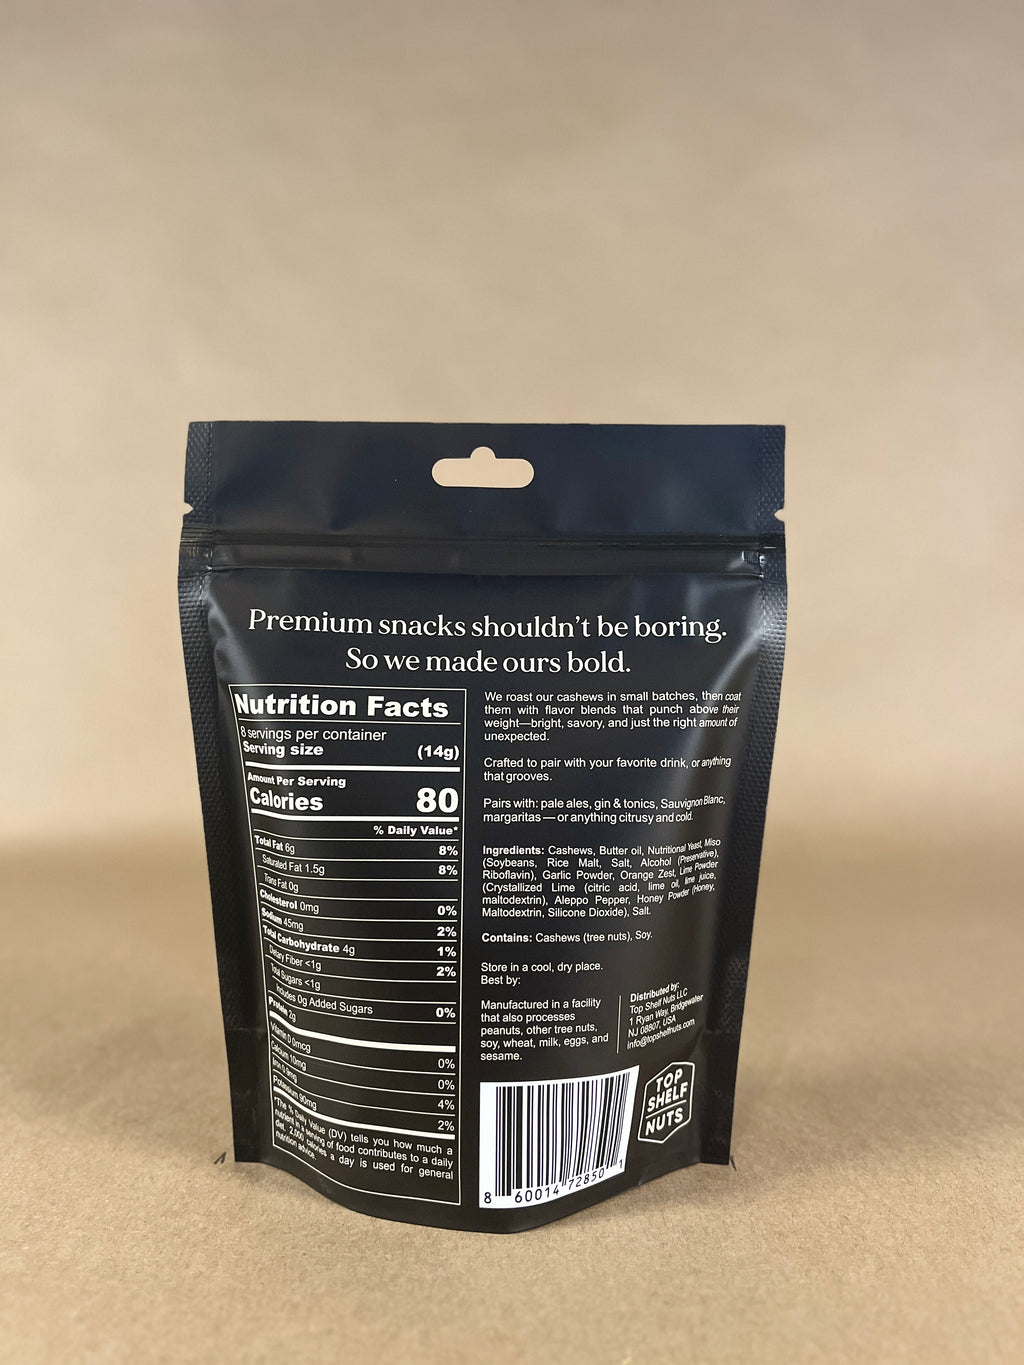 Premium snacks shouldn't be boring.
So we made ours bold.
Nutrition Facts
8 servings per container
Serving size (14g)
Amount Per Serving
Calories 80
% Daily Value*
Total Fat 6g 8%
Saturated Fat 1.5g 8%
Trans Fat 0g
Cholesterol 0mg 0%
Sodium 45mg 2%
Total Carbohydrate 4g 1%
Dietary Fiber <1g 2%
Total Sugars <1g
Includes 0g Added Sugars 0%
Protein 2g
Vitamin D 0mcg 0%
Calcium 10mg 0%
Iron 0.9mg 4%
Potassium 90mg 2%
*The % Daily Value (DV) tells you how much a
nutrient in a serving of food contributes to a daily
diet. 2,000 calories a day is used for general
nutrition advice.
We roast our cashews in small batches, then coat
them with flavor blends that punch above their
weight—bright, savory, and just the right amount of
unexpected.
Crafted to pair with your favorite drink, or anything
that grooves.
Pairs with: pale ales, gin & tonics, Sauvignon Blanc,
margaritas — or anything citrusy and cold.
Ingredients: Cashews, Butter oil, Nutritional Yeast, Miso
(Soybeans, Rice Malt, Salt, Alcohol (Preservative),
Riboflavin), Garlic Powder, Orange Zest, Lime Powder
(Crystallized Lime (citric acid, lime oil, lime juice,
maltodextrin), Aleppo Pepper, Honey Powder (Honey,
Maltodextrin, Silicone Dioxide), Salt.
Contains: Cashews (tree nuts), Soy.
Store in a cool, dry place.
Best by:
Manufactured in a facility
that also processes
peanuts, other tree nuts,
soy, wheat, milk, eggs, and
sesame.
Distributed by:
Top Shelf Nuts LLC
1 Ryan Way, Bridgewater
NJ 08807, USA
info@topshelfnuts.com
TOP
SHELF
NUTS
8 60014 72850 1